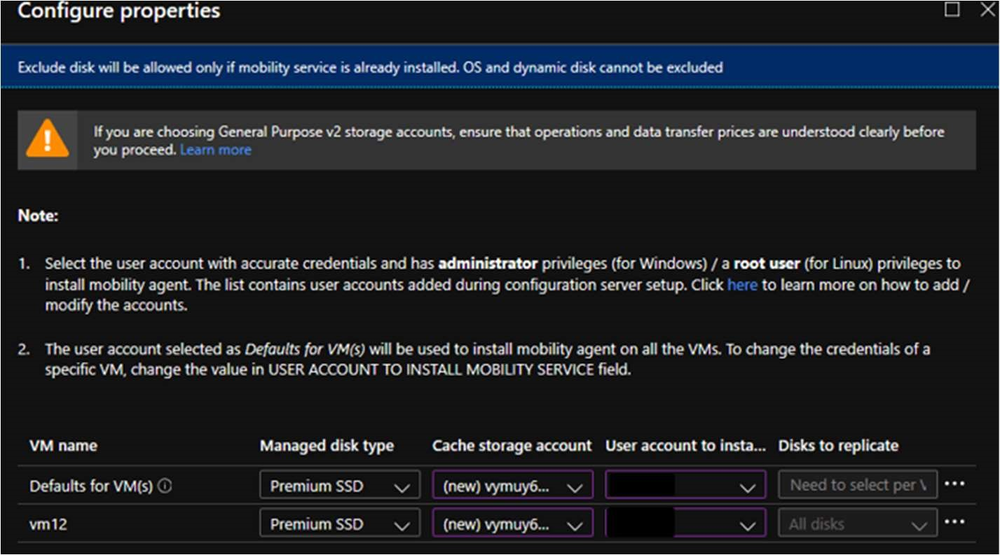 Configure properties
Exclude disk will be allowed only if mobility service is already installed. OS and dynamic disk cannot be excluded
If you are choosing General Purpose v2 storage accounts, ensure that operations and data transfer prices are understood clearly before
you proceed. Learn more
Note:
1. Select the user account with accurate credentials and has administrator privileges (for Windows) / a root user (for Linux) privileges to
install mobility agent. The list contains user accounts added during configuration server setup. Click here to learn more on how to add /
modify the accounts.
2. The user account selected as Defaults for VM(s) will be used to install mobility agent on all the VMs. To change the credentials of a
specific VM, change the value in USER ACCOUNT TO INSTALL MOBILITY SERVICE field.
VM name Managed disk type Cache storage account User account to insta... Disks to replicate
Defaults for VM(s) Premium SSD (new) vymuy6... Need to select per V
vm12 Premium SSD (new) vymuy6... All disks